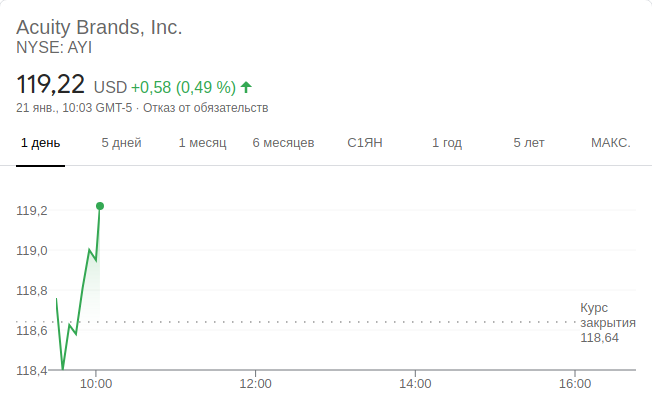 Acuity Brands, Inc.
NYSE: AYI
119,22 USD +0,58 (0,49 %)
21 янв., 10:03 GMT-5 · Отказ от обязательств
1 день 5 дней 1 месяц 6 месяцев С1ЯН 1 год 5 лет МАКС.
119,2
119,0
118,8
Курс
закрытия
118,64
118,6
118,4
10:00 12:00 14:00 16:00